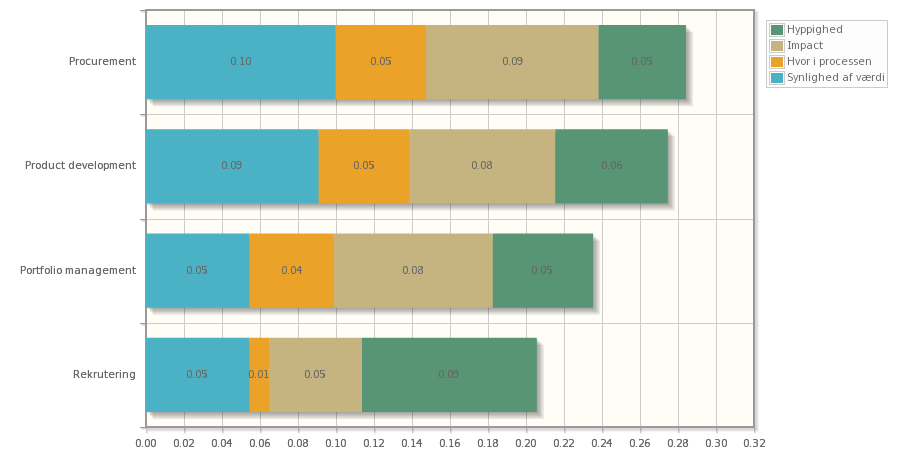 Procurement 0.10 0.05 0.09 0.05
Product development 0.09 0.05 0.08 0.06
Portfolio management 0.05 0.04 0.08 0.05
Rekrutering 0.05 0.01 0.05 0.09
0.00 0.02 0.04 0.06 0.08 0.10 0.12 0.14 0.16 0.18 0.20 0.22 0.24 0.26 0.28 0.30 0.32
Hyppighed
Impact
Hvor i processen
Synlighed af værdi